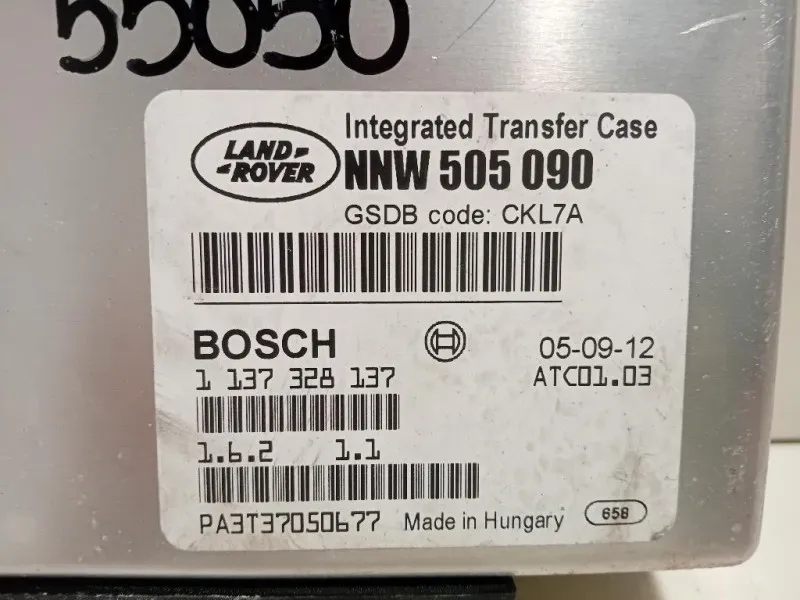 55050
Integrated Transfer Case
LAND ROVER
NNW 505 090
GSDB code: CKL7A
BOSCH 05-09-12
1 137 328 137 ATC01.03
1.6.2 1.1
PA3T37050677 Made in Hungary 658